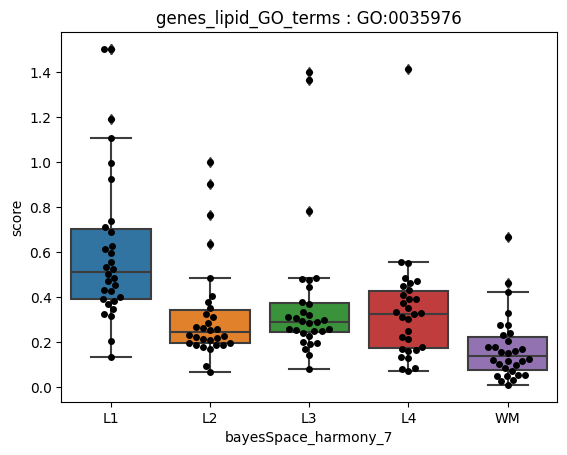 genes_lipid_GO_terms : GO:0035976
score
1.4
1.2
1.0
0.8
0.6
0.4
0.2
0.0
L1 L2 L3 L4 WM
bayesSpace_harmony_7